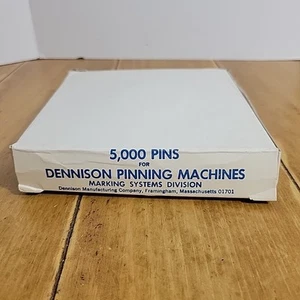 5,000 PINS
FOR
DENNISON PINNING MACHINES
MARKING SYSTEMS DIVISION
Dennison Manufacturing Company, Framingham, Massachusetts 01701